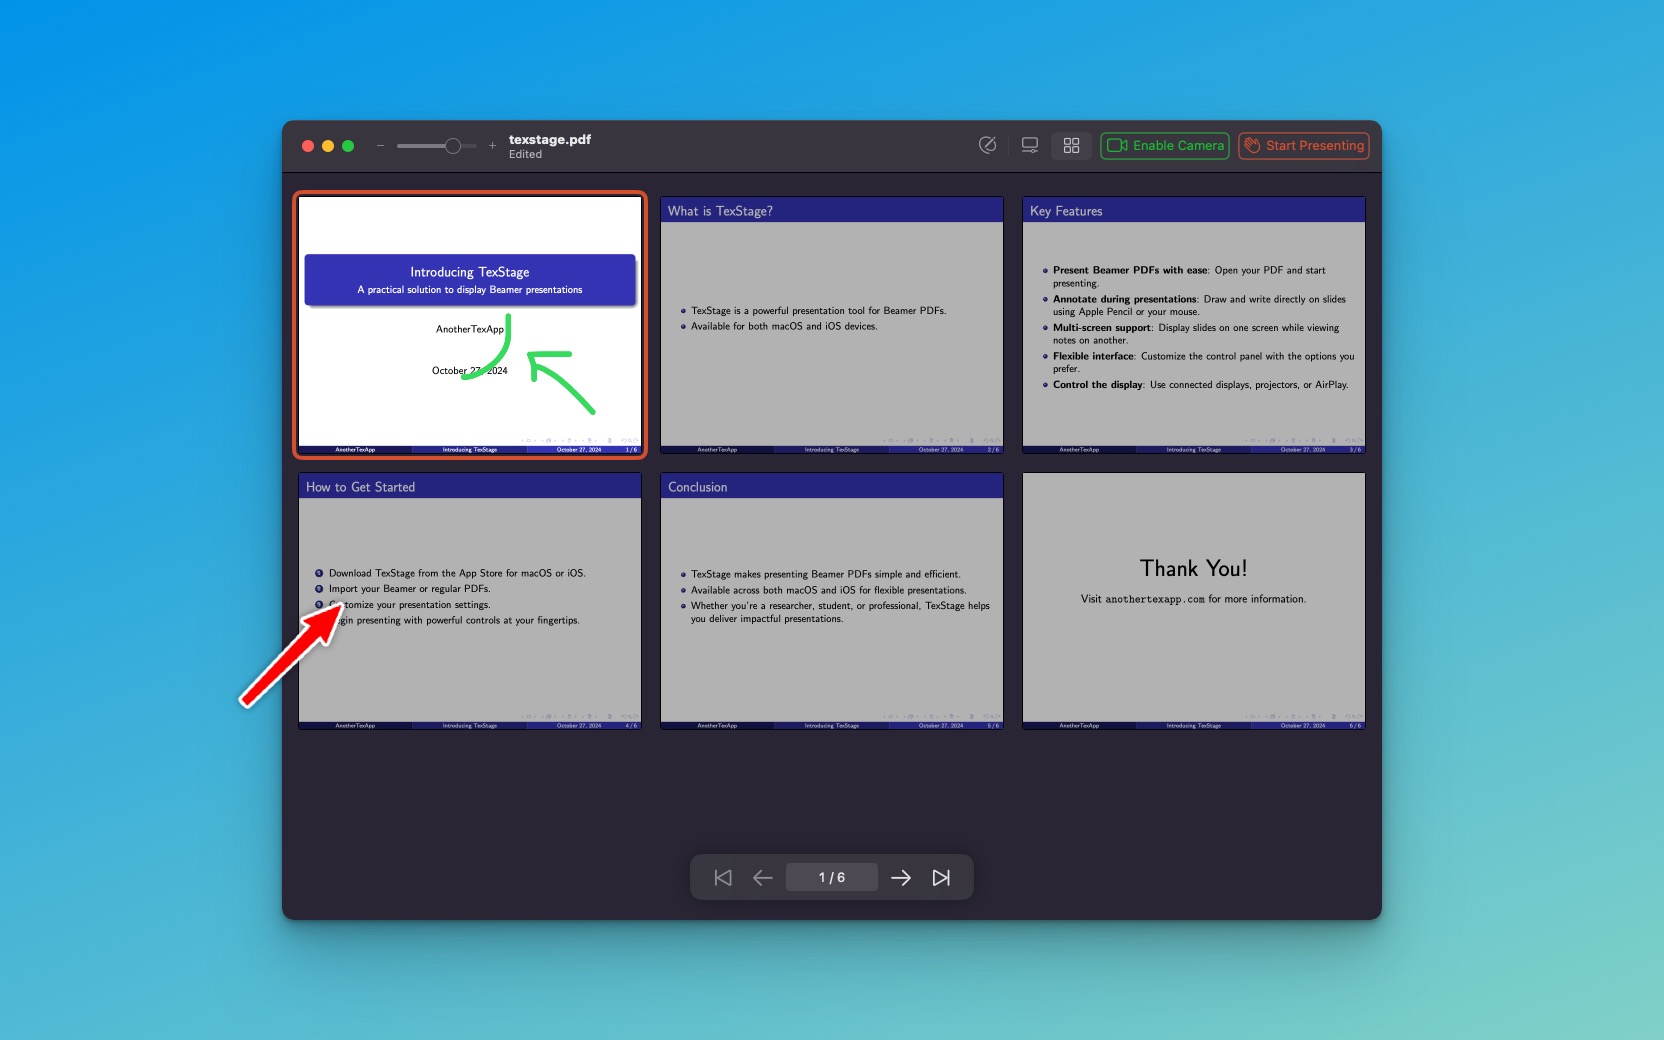 texstage.pdf
Edited
Enable Camera
Start Presenting
Introducing TexStage
A practical solution to display Beamer presentations
AnotherTexApp
October 27, 2024
AnotherTexApp Introducing TexStage October 27, 2024 1 / 6
What is TexStage?
TexStage is a powerful presentation tool for Beamer PDFs.
Available for both macOS and iOS devices.
AnotherTexApp Introducing TexStage October 27, 2024 2 / 6
Key Features
Present Beamer PDFs with ease: Open your PDF and start
presenting.
Annotate during presentations: Draw and write directly on slides
using Apple Pencil or your mouse.
Multi-screen support: Display slides on one screen while viewing
notes on another.
Flexible interface: Customize the control panel with the options you
prefer.
Control the display: Use connected displays, projectors, or AirPlay.
AnotherTexApp Introducing TexStage October 27, 2024 3 / 6
How to Get Started
1 Download TexStage from the App Store for macOS or iOS.
2 Import your Beamer or regular PDFs.
3 Customize your presentation settings.
Begin presenting with powerful controls at your fingertips.
AnotherTexApp Introducing TexStage October 27, 2024 4 / 6
Conclusion
TexStage makes presenting Beamer PDFs simple and efficient.
Available across both macOS and iOS for flexible presentations.
Whether you're a researcher, student, or professional, TexStage helps
you deliver impactful presentations.
AnotherTexApp Introducing TexStage October 27, 2024 5 / 6
Thank You!
Visit anothertexapp.com for more information.
AnotherTexApp Introducing TexStage October 27, 2024 6 / 6
1 / 6